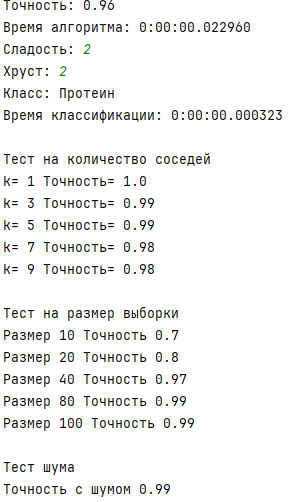 Точность: 0.96
Время алгоритма: 0:00:00.022960
Сладость: 2
Хруст: 2
Класс: Протеин
Время классификации: 0:00:00.000323
Тест на количество соседей
k= 1 Точность= 1.0
k= 3 Точность= 0.99
k= 5 Точность= 0.99
k= 7 Точность= 0.98
k= 9 Точность= 0.98
Тест на размер выборки
Размер 10 Точность 0.7
Размер 20 Точность 0.8
Размер 40 Точность 0.97
Размер 80 Точность 0.99
Размер 100 Точность 0.99
Тест шума
Точность с шумом 0.99